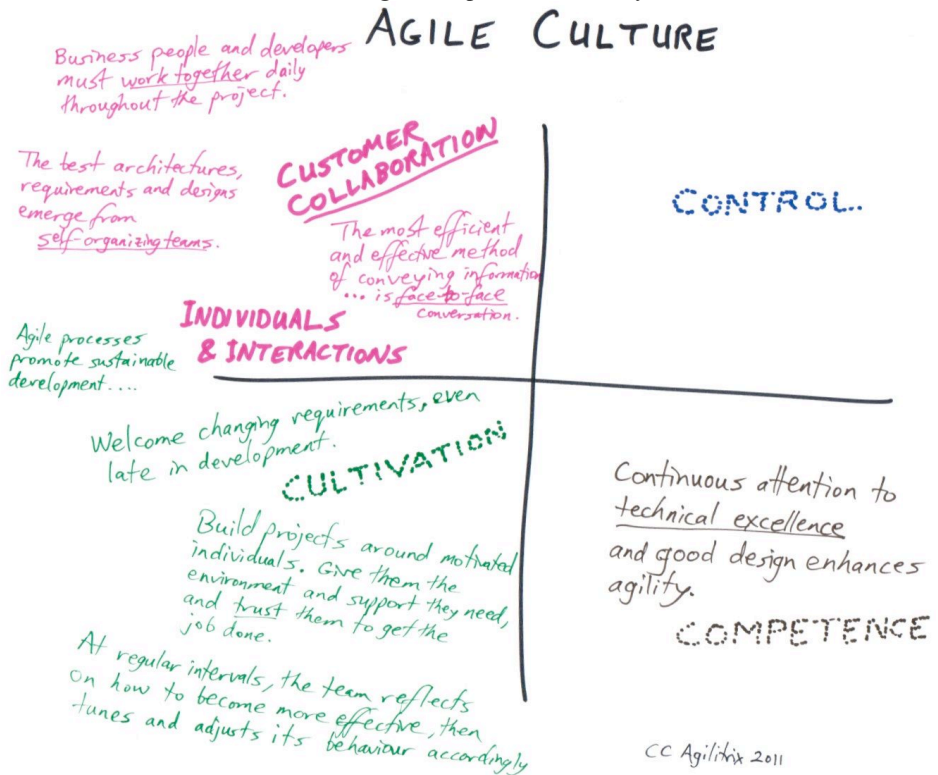 AGILE CULTURE
Business people and developers
must work together daily
throughout the project.
The best architectures,
requirements and designs
emerge from
self-organizing teams.
CUSTOMER
COLLABORATION
The most efficient
and effective method
of conveying information
... is face-to-face
conversation.
INDIVIDUALS
& INTERACTIONS
CONTROL..
Agile processes
promote sustainable
development....
Welcome changing requirements, even
late in development.
CULTIVATION
Build projects around motivated
individuals. Give them the
environment and support they need,
and trust them to get the
job done.
At regular intervals, the team reflects
on how to become more effective, then
tunes and adjusts its behaviour accordingly
Continuous attention to
technical excellence
and good design enhances
agility.
COMPETENCE
CC Agilitrix 2011